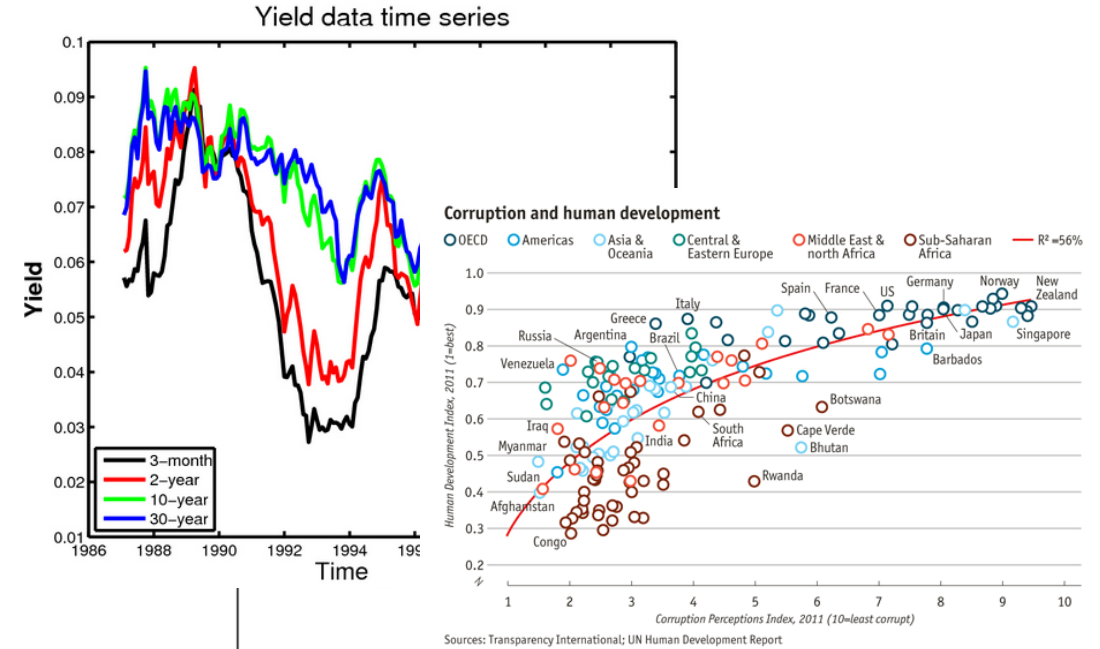 Yield data time series
0.1
0.09
0.08
0.07
0.06
0.05
0.04
0.03
0.02
0.01
Yield
3-month
2-year
10-year
30-year
1986
1988
1990
1992
1994
199
Time
Corruption and human development
OECD
Americas
Asia &
Oceania
Central &
Eastern Europe
Middle East &
north Africa
Sub-Saharan
Africa
R² =56%
Human Development Index, 2011 (1=best)
1.0
0.9
0.8
0.7
0.6
0.5
0.4
0.3
0.2
Norway
New
Zealand
Germany
US
France
Spain
Italy
Greece
Argentina
Brazil
Russia
Venezuela
Britain
Japan
Singapore
Barbados
China
Botswana
South
Africa
Cape Verde
Bhutan
Iraq
India
Myanmar
Rwanda
Sudan
Afghanistan
Congo
1 2 3 4 5 6 7 8 9 10
Corruption Perceptions Index, 2011 (10=least corrupt)
Sources: Transparency International; UN Human Development Report